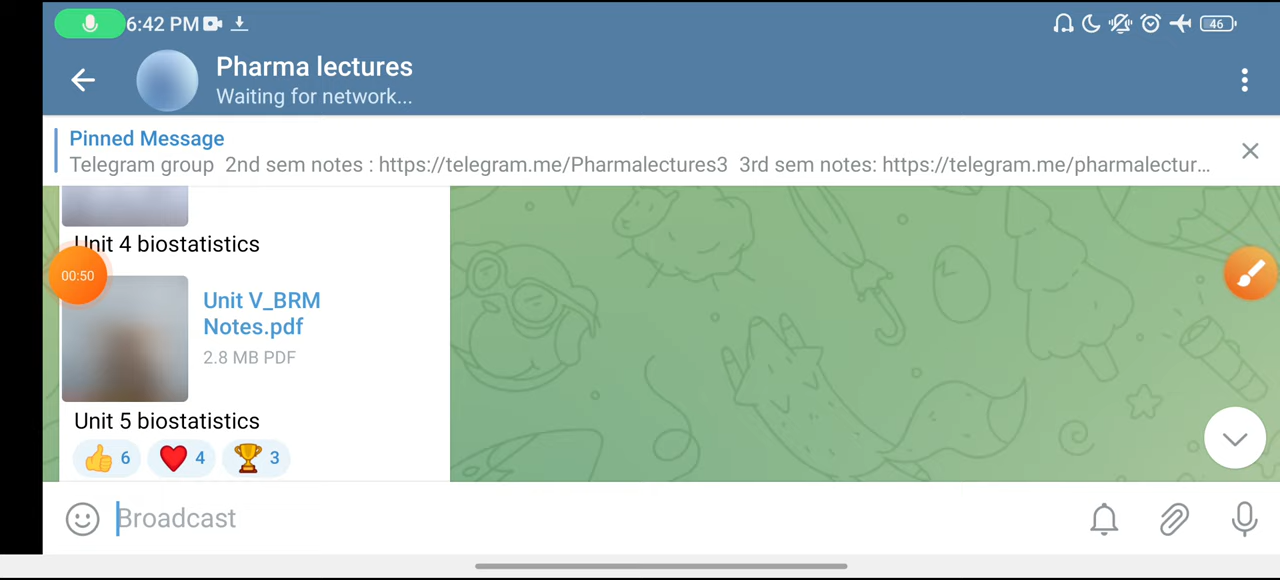 6:42 PM
46
Pharma lectures
Waiting for network...
Pinned Message
Telegram group 2nd sem notes : https://telegram.me/Pharmalectures3 3rd sem notes: https://telegram.me/pharmalectur...
Unit 4 biostatistics
00:50
Unit V_BRM
Notes.pdf
2.8 MB PDF
Unit 5 biostatistics
6
4
3
Broadcast